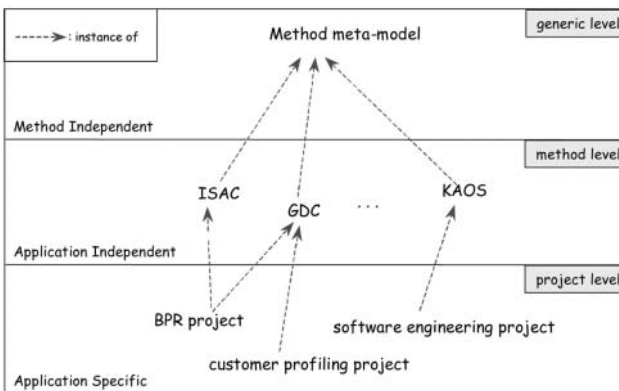 : instance of
generic level
Method meta-model
Method Independent
method level
ISAC
GDC
. . .
KAOS
Application Independent
project level
BPR project
software engineering project
customer profiling project
Application Specific